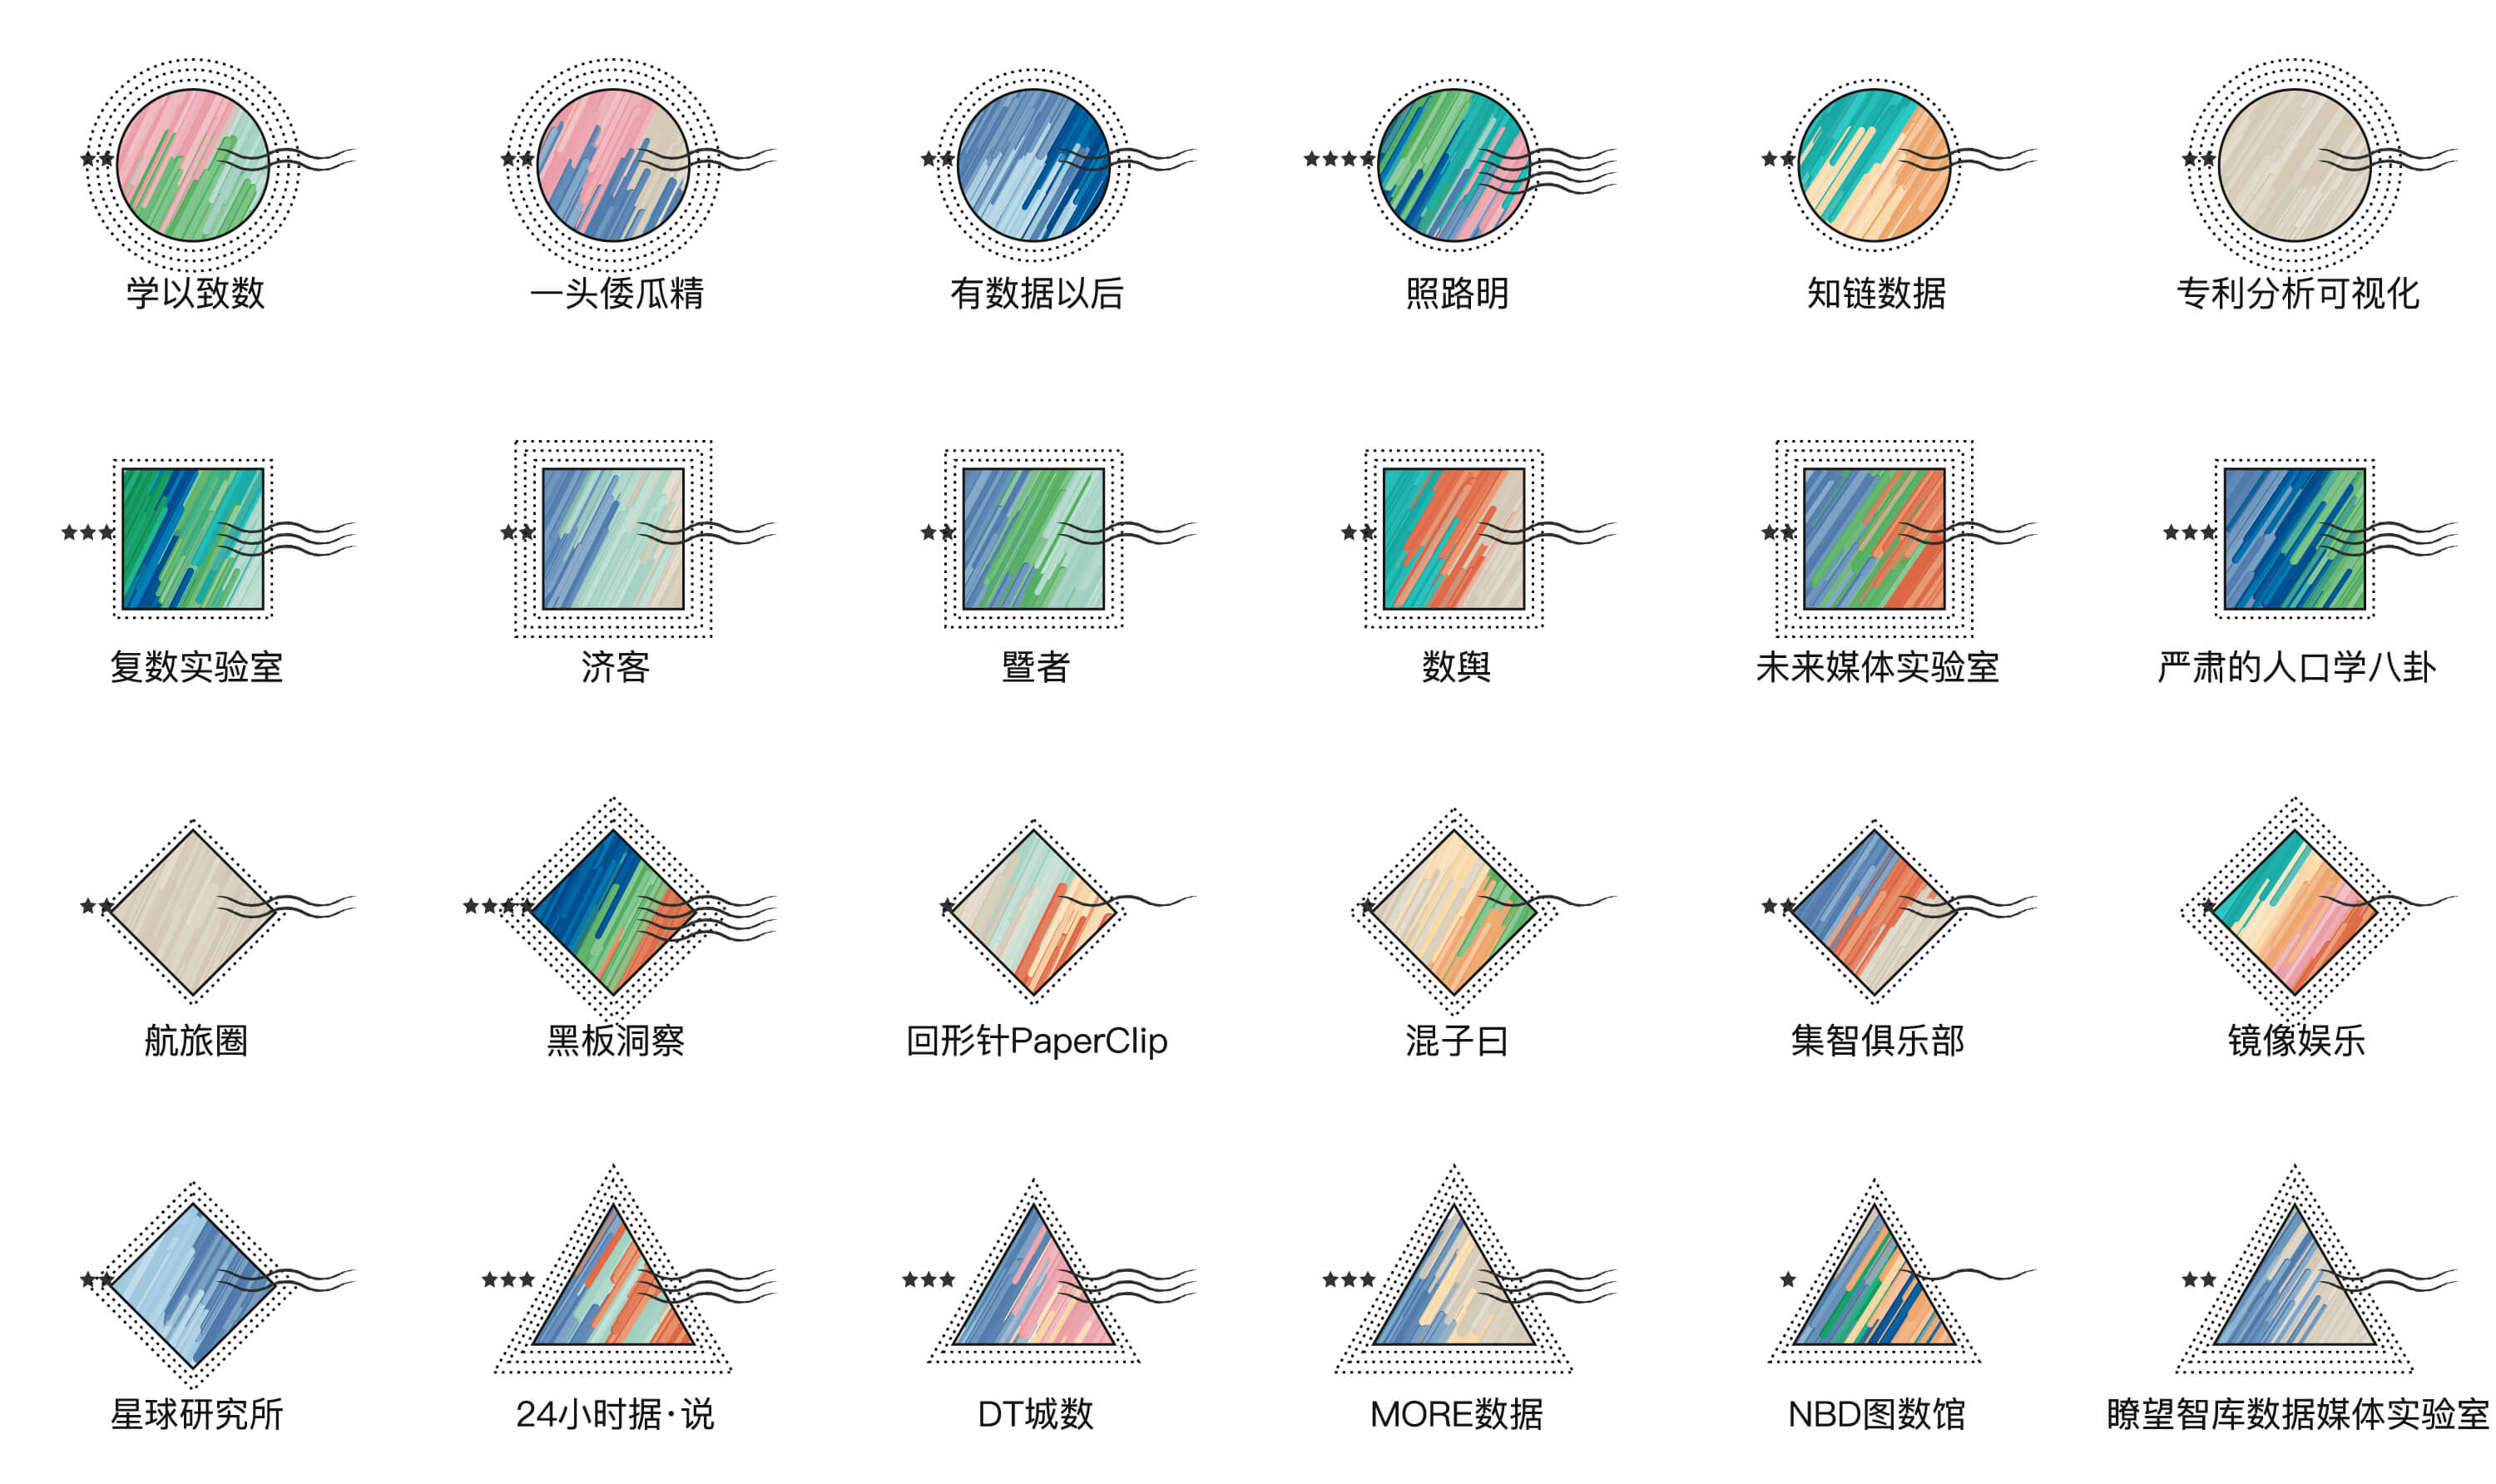 学以致数
一头倭瓜精
有数据以后
照路明
知链数据
专利分析可视化
复数实验室
济客
暨者
数舆
未来媒体实验室
严肃的人口学八卦
航旅圈
黑板洞察
回形针PaperClip
混子曰
集智俱乐部
镜像娱乐
星球研究所
24小时据·说
DT城数
MORE数据
NBD图数馆
瞭望智库数据媒体实验室